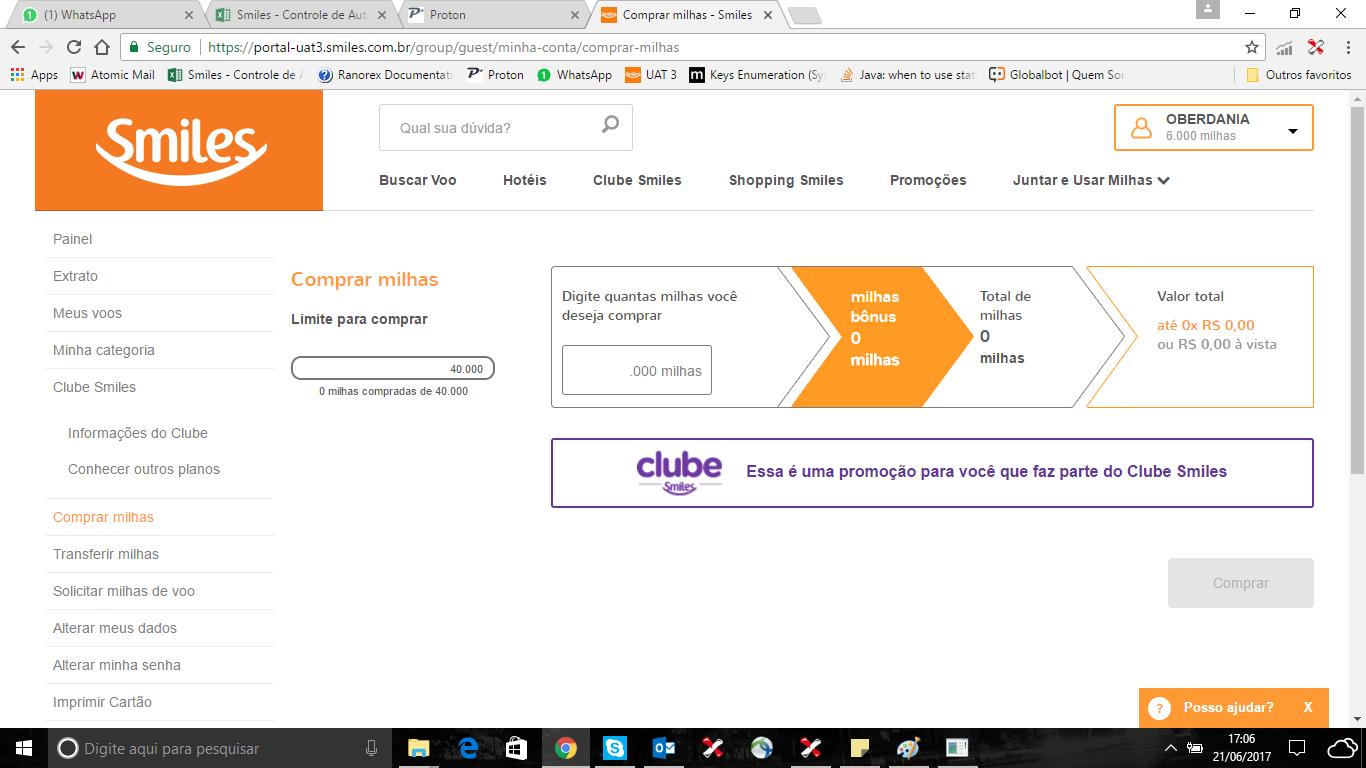 (1) WhatsApp
Smiles - Controle de Aut
Proton
Comprar milhas - Smiles
Seguro
https://portal-uat3.smiles.com.br/group/guest/minha-conta/comprar-milhas
Apps
Atomic Mail
Smiles - Controle de A
Ranorex Documentati
Proton
WhatsApp
UAT 3
Keys Enumeration (Sy
Java: when to use stat
Globalbot | Quem So
Outros favoritos
Smiles
Qual sua dúvida?
OBERDANIA
6.000 milhas
Buscar Voo
Hotéis
Clube Smiles
Shopping Smiles
Promoções
Juntar e Usar Milhas
Painel
Extrato
Meus voos
Minha categoria
Clube Smiles
Informações do Clube
Conhecer outros planos
Comprar milhas
Transferir milhas
Solicitar milhas de voo
Alterar meus dados
Alterar minha senha
Imprimir Cartão
Comprar milhas
Limite para comprar
40.000
0 milhas compradas de 40.000
Digite quantas milhas você
deseja comprar
.000 milhas
milhas
bônus
0
milhas
Total de
milhas
0
milhas
Valor total
até 0x R$ 0,00
ou R$ 0,00 à vista
clube
Smiles
Essa é uma promoção para você que faz parte do Clube Smiles
Comprar
? Posso ajudar? X
Digite aqui para pesquisar
17:06
21/06/2017